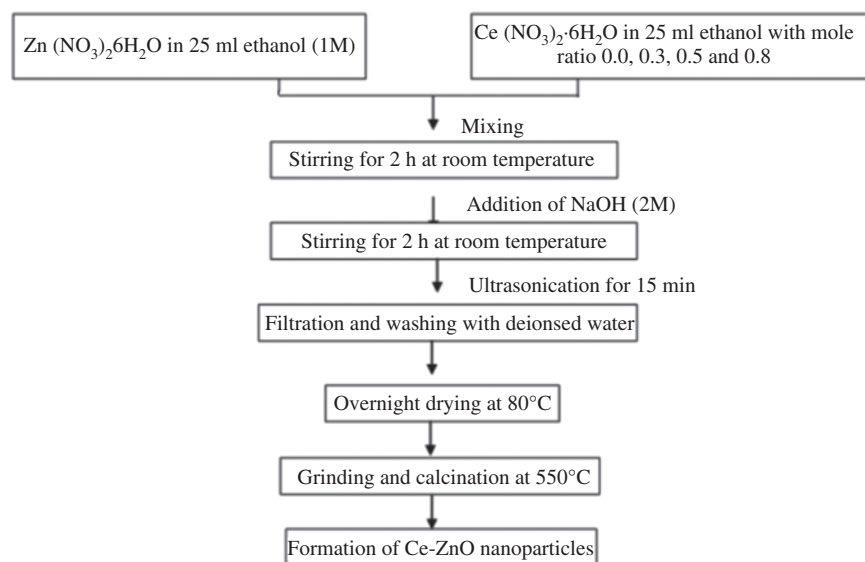 Zn (NO₃)₂6H₂O in 25 ml ethanol (1M)
Ce (NO₃)₂·6H₂O in 25 ml ethanol with mole
ratio 0.0, 0.3, 0.5 and 0.8
Mixing
Stirring for 2 h at room temperature
Addition of NaOH (2M)
Stirring for 2 h at room temperature
Ultrasonication for 15 min
Filtration and washing with deionsed water
Overnight drying at 80°C
Grinding and calcination at 550°C
Formation of Ce-ZnO nanoparticles